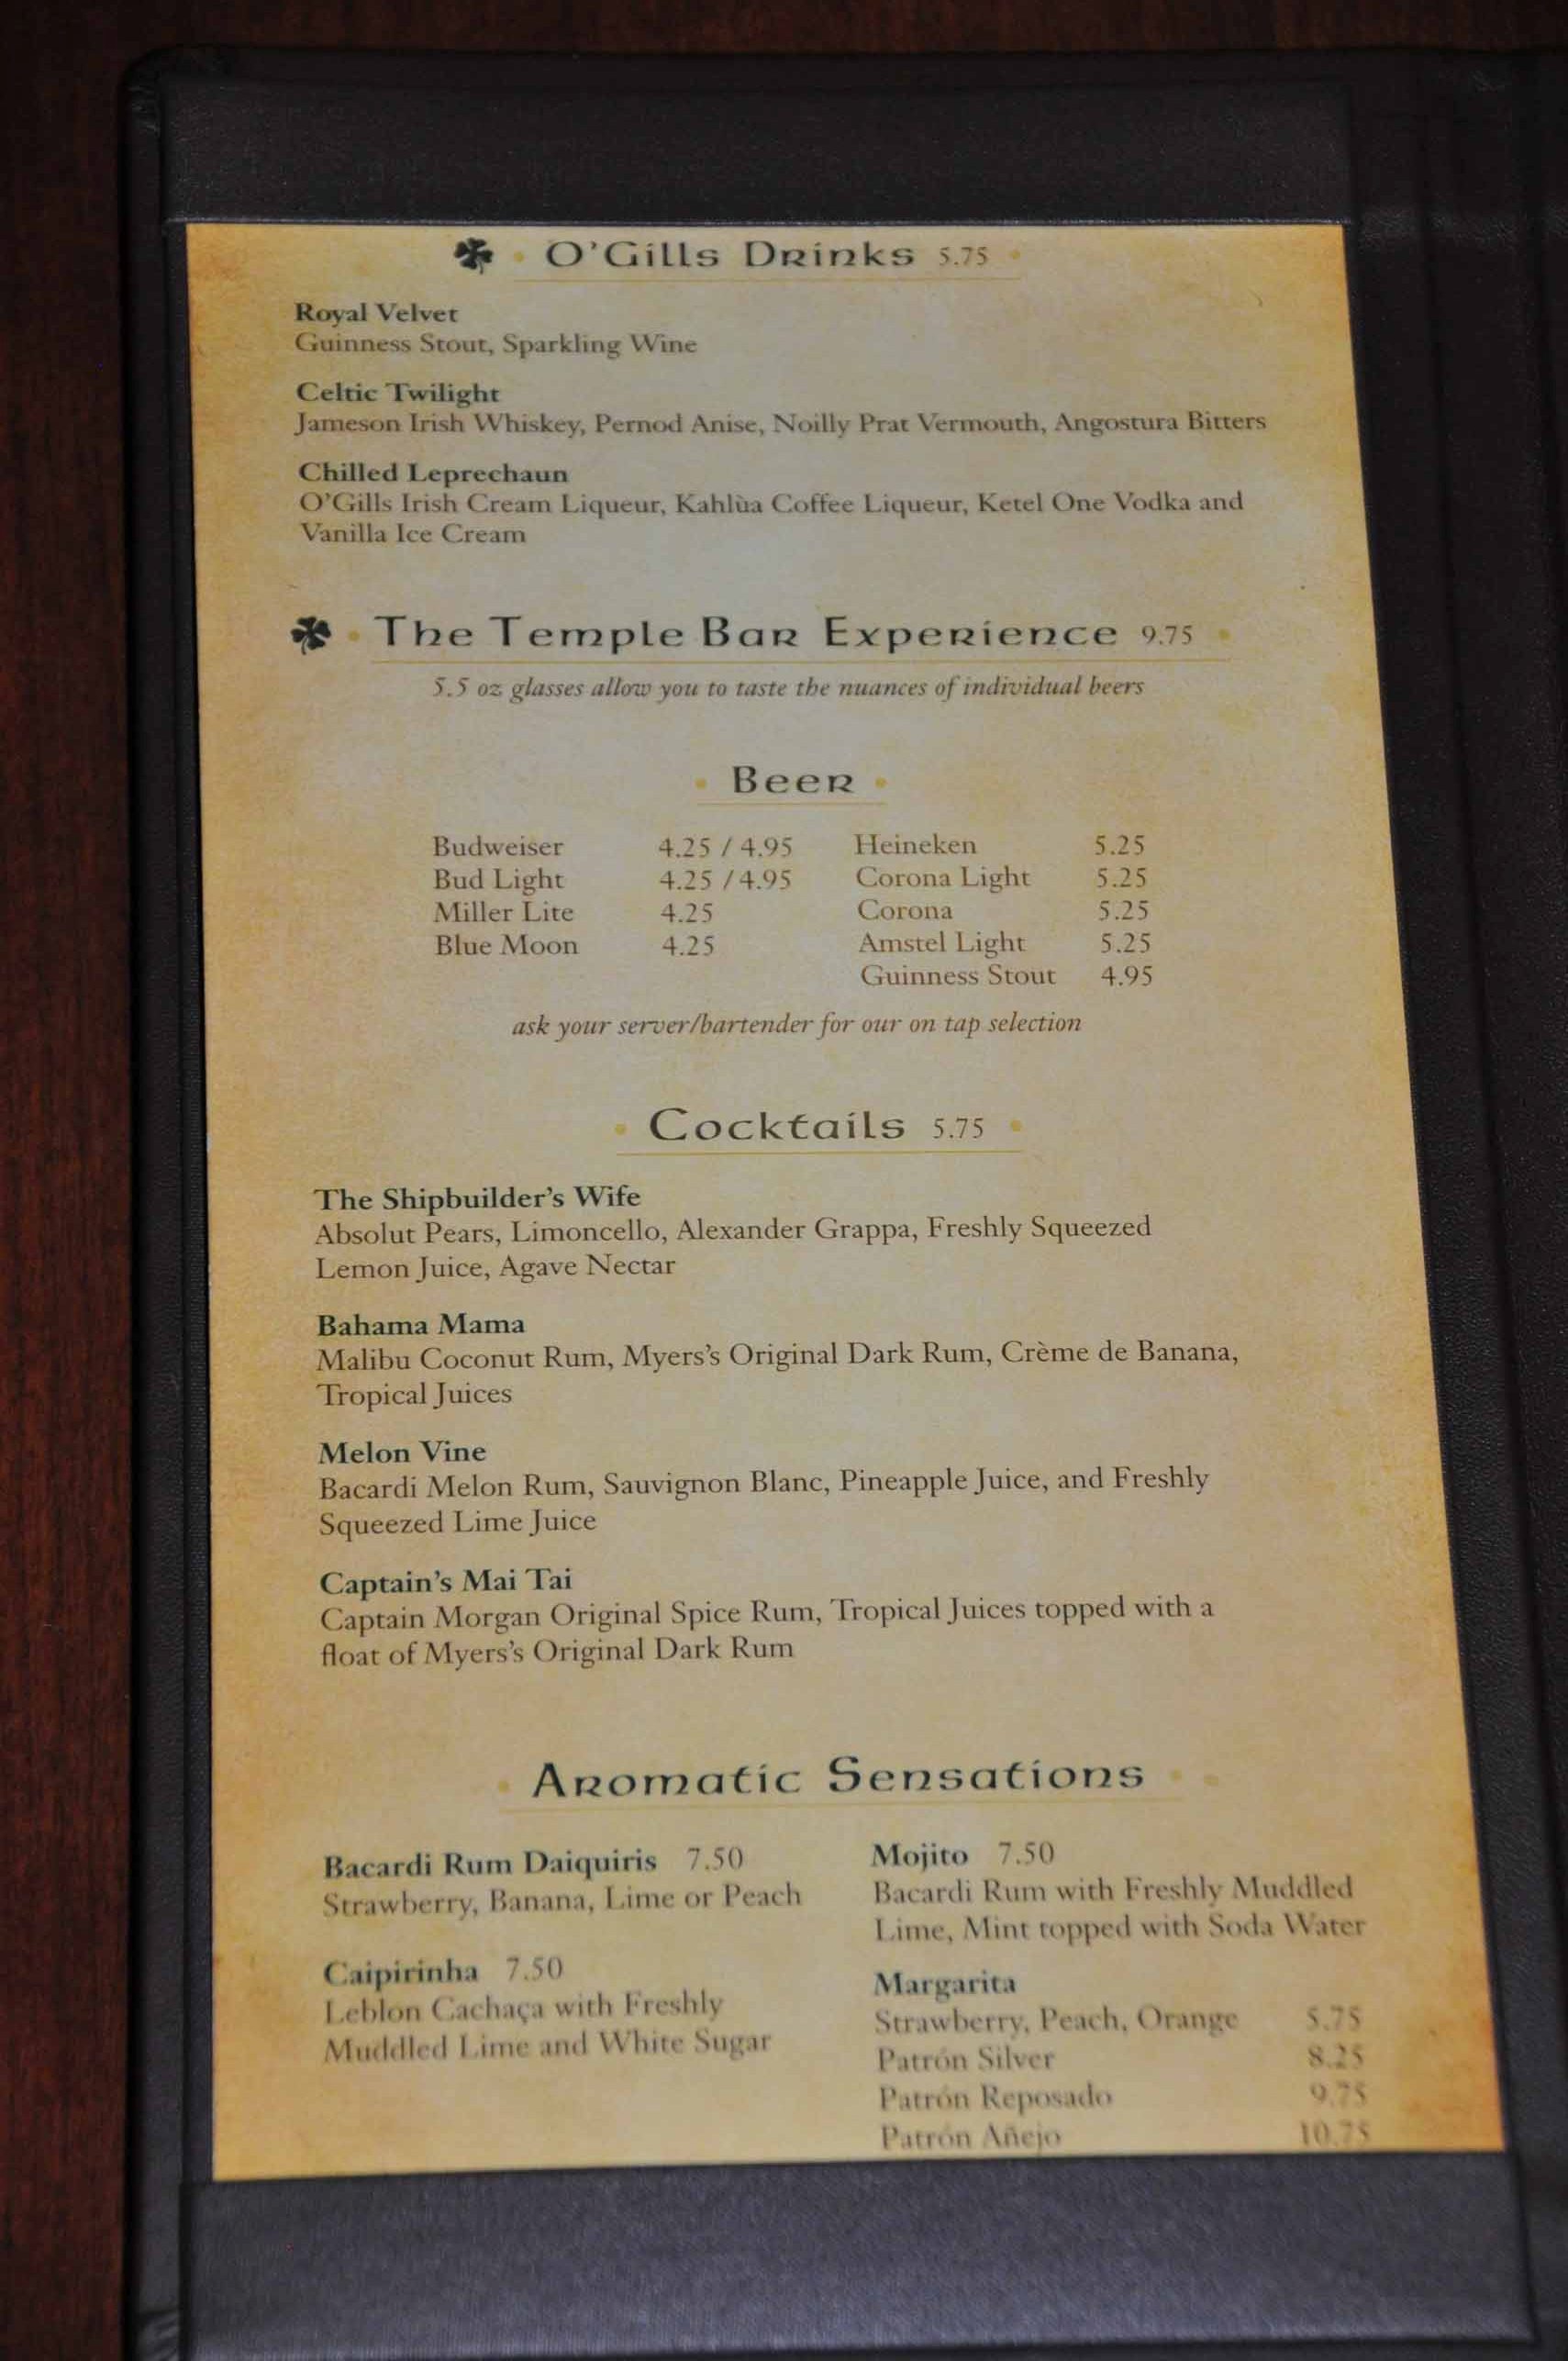 O'Gills Drinks 5.75
Royal Velvet
Guinness Stout, Sparkling Wine
Celtic Twilight
Jameson Irish Whiskey, Pernod Anise, Noilly Prat Vermouth, Angostura Bitters
Chilled Leprechaun
O'Gills Irish Cream Liqueur, Kahlùa Coffee Liqueur, Ketel One Vodka and
Vanilla Ice Cream
The Temple Bar Experience 9.75
5.5 oz glasses allow you to taste the nuances of individual beers
Beer
Budweiser 4.25 / 4.95 Heineken 5.25
Bud Light 4.25 / 4.95 Corona Light 5.25
Miller Lite 4.25 Corona 5.25
Blue Moon 4.25 Amstel Light 5.25
Guinness Stout 4.95
ask your server/bartender for our on tap selection
Cocktails 5.75
The Shipbuilder's Wife
Absolut Pears, Limoncello, Alexander Grappa, Freshly Squeezed
Lemon Juice, Agave Nectar
Bahama Mama
Malibu Coconut Rum, Myers's Original Dark Rum, Crème de Banana,
Tropical Juices
Melon Vine
Bacardi Melon Rum, Sauvignon Blanc, Pineapple Juice, and Freshly
Squeezed Lime Juice
Captain's Mai Tai
Captain Morgan Original Spice Rum, Tropical Juices topped with a
float of Myers's Original Dark Rum
Aromatic Sensations
Bacardi Rum Daiquiris 7.50
Strawberry, Banana, Lime or Peach
Caipirinha 7.50
Leblon Cachaça with Freshly
Muddled Lime and White Sugar
Mojito 7.50
Bacardi Rum with Freshly Muddled
Lime, Mint topped with Soda Water
Margarita
Strawberry, Peach, Orange 5.75
Patrón Silver 8.25
Patrón Reposado 9.75
Patrón Añejo 10.75